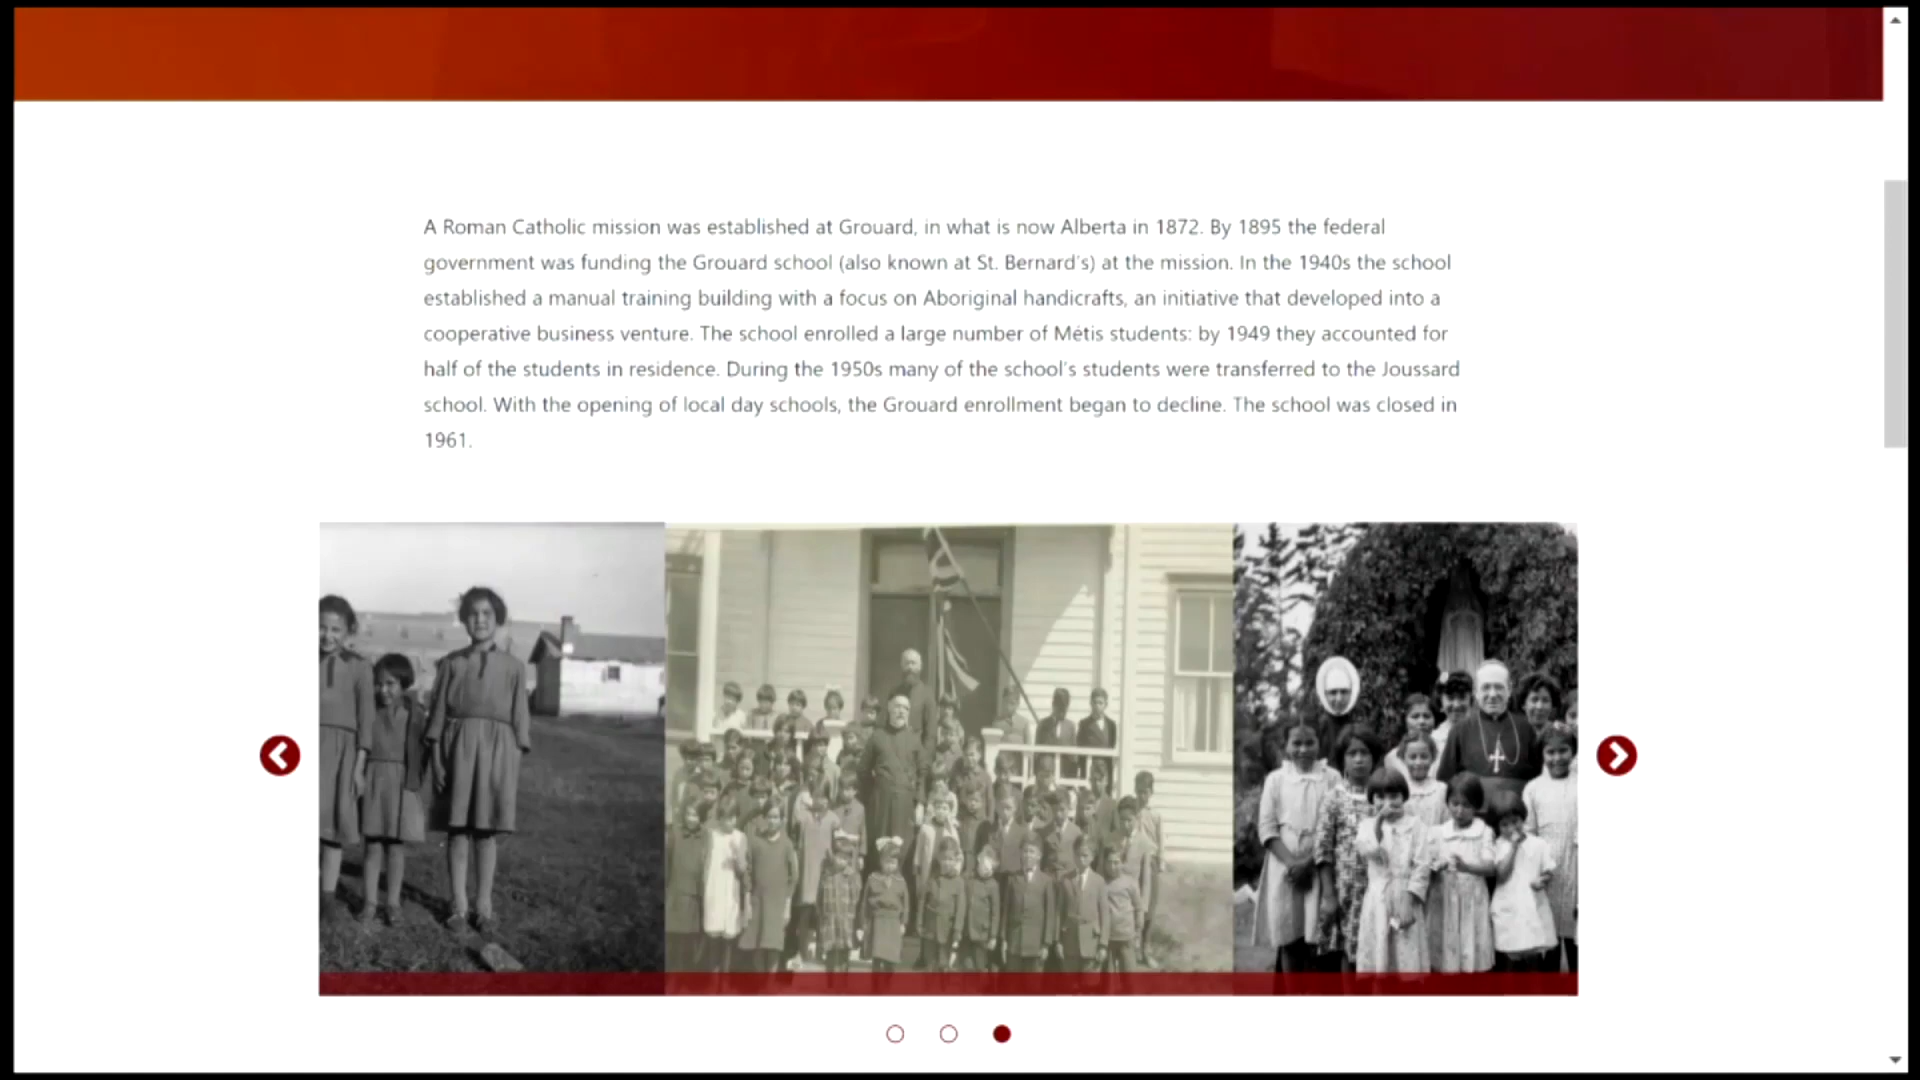 A Roman Catholic mission was established at Grouard, in what is now Alberta in 1872. By 1895 the federal
government was funding the Grouard school (also known at St. Bernard's) at the mission. In the 1940s the school
established a manual training building with a focus on Aboriginal handicrafts, an initiative that developed into a
cooperative business venture. The school enrolled a large number of Métis students: by 1949 they accounted for
half of the students in residence. During the 1950s many of the school's students were transferred to the Joussard
school. With the opening of local day schools, the Grouard enrollment began to decline. The school was closed in
1961.